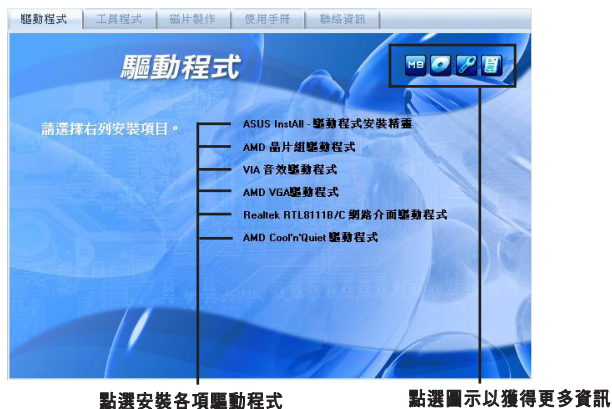 驅動程式 工具程式 磁片製作 使用手冊 聯絡資訊
驅動程式
MB
請選擇右列安裝項目。
ASUS InstAll - 驅動程式安裝精靈
AMD 晶片組驅動程式
VIA 音效驅動程式
AMD VGA驅動程式
Realtek RTL8111B/C 網路介面驅動程式
AMD Cool'n'Quiet 驅動程式
點選安裝各項驅動程式
點選圖示以獲得更多資訊